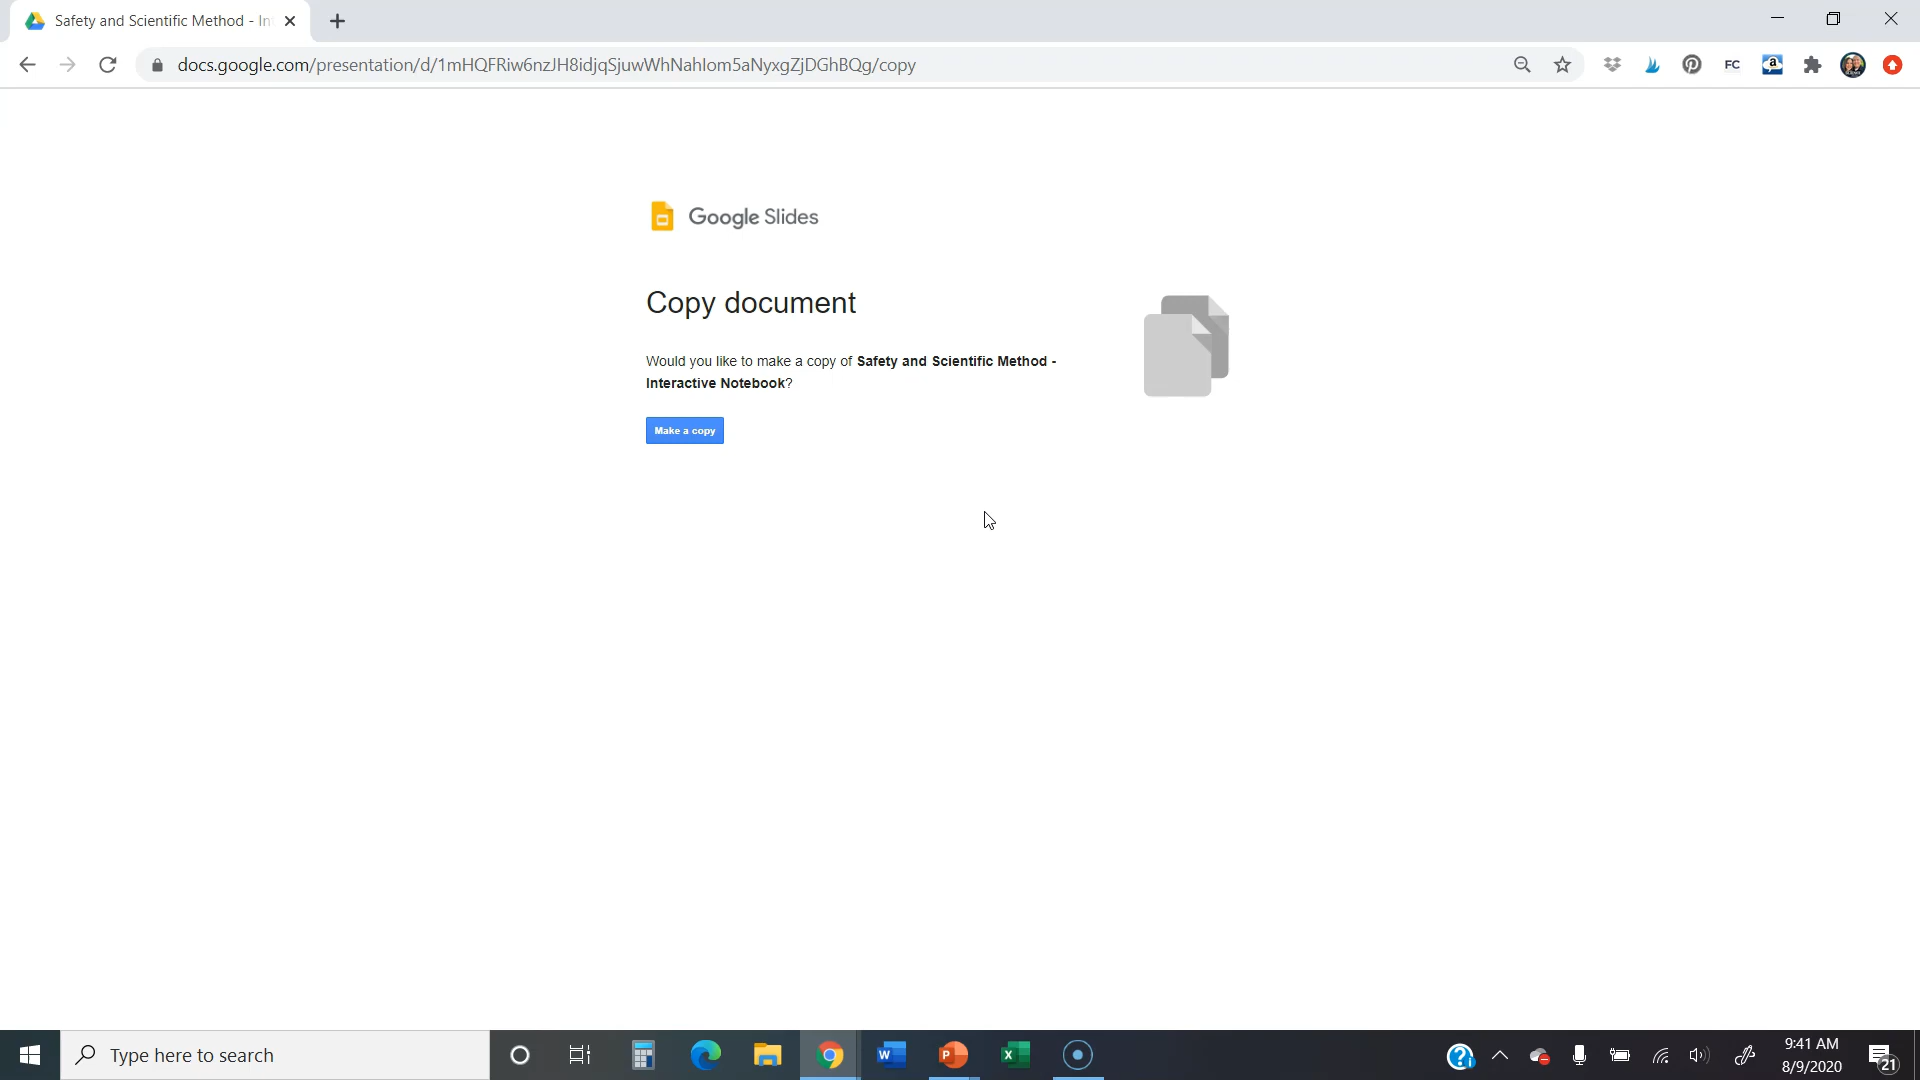 Safety and Scientific Method - In
docs.google.com/presentation/d/1mHQFRiw6nzJH8idjqSjuwWhNahIom5aNyxgZjDGhBQg/copy
FC
a
Google Slides
Copy document
Would you like to make a copy of Safety and Scientific Method -
Interactive Notebook?
Make a copy
Type here to search
W
P
X
9:41 AM
8/9/2020
21